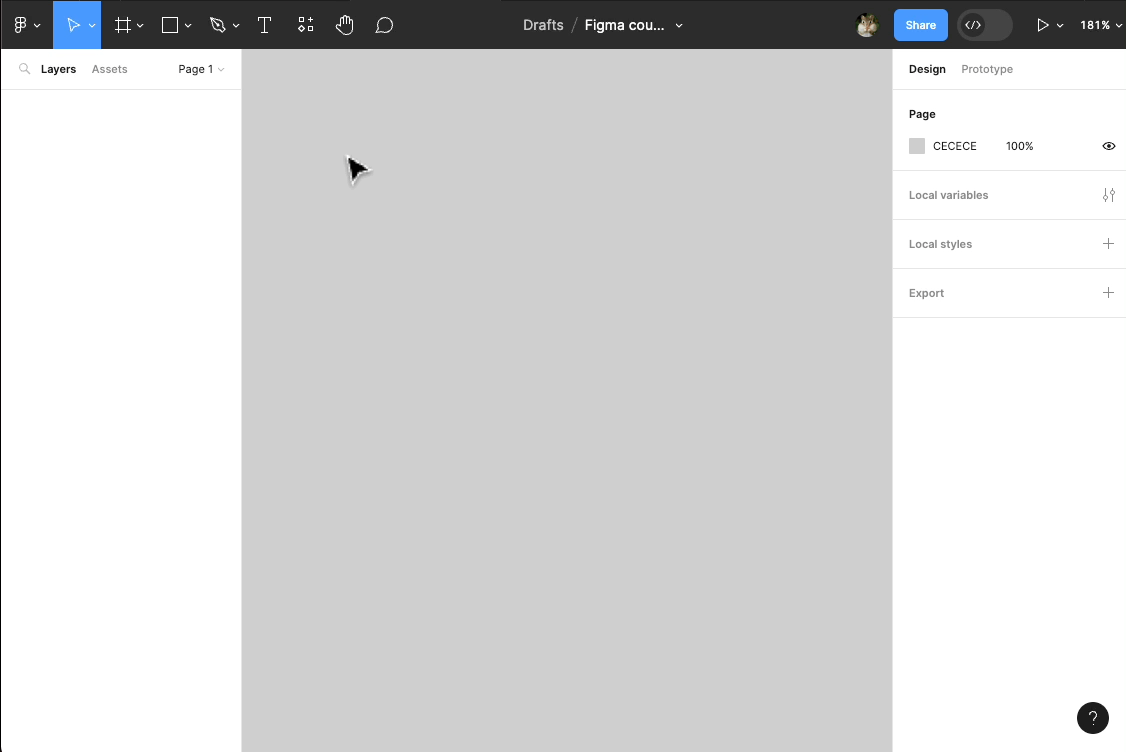 Drafts / Figma cou...
Share
</>
181%
Layers Assets Page 1
Design Prototype
Page
CECECE 100%
Local variables
Local styles
Export
?